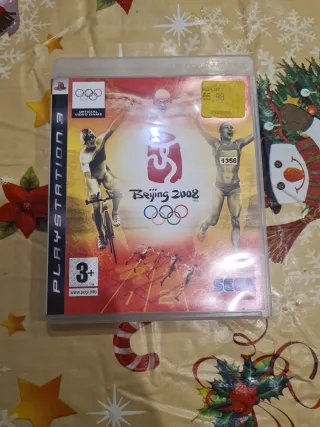 PLAYSTATION 3
OFFICIAL
VIDEO GAME
1356
Beijing 2008
3+
www.pegi.info
SEGA